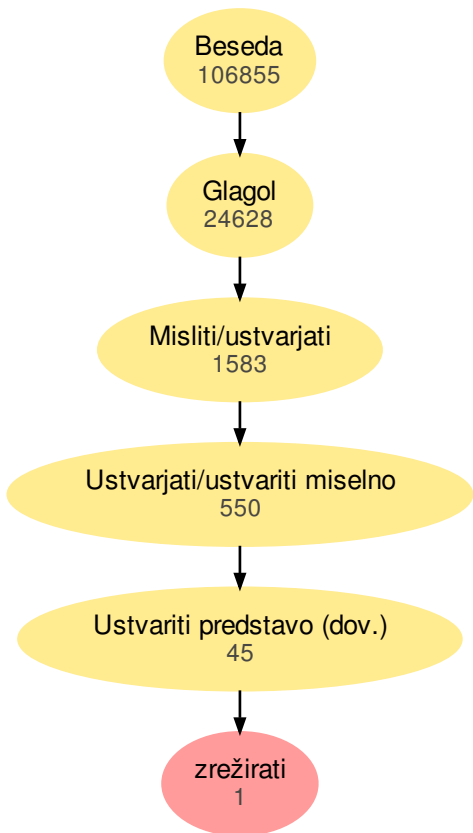 Beseda
106855
Glagol
24628
Misliti/ustvarjati
1583
Ustvarjati/ustvariti miselno
550
Ustvariti predstavo (dov.)
45
zrežirati
1